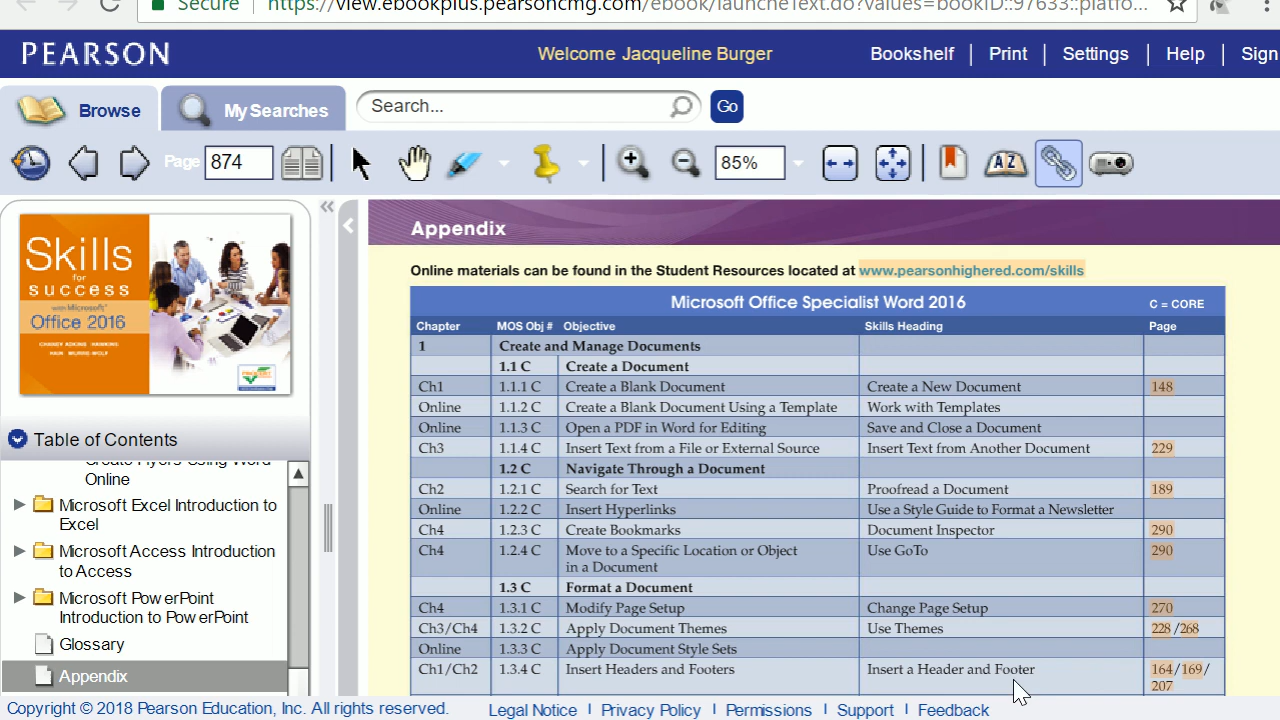 Secure https://view.ebookplus.pearsoncmg.com/ebook/launcheText.do?values=bookID::97633::platfo...
PEARSON Welcome Jacqueline Burger Bookshelf | Print | Settings | Help | Sign
Browse My Searches Search... Go
Page 874 85% A Z
Skills
for
success
with Microsoft
Office 2016
Table of Contents
Create Flyers Using Word
Online
Microsoft Excel Introduction to
Excel
Microsoft Access Introduction
to Access
Microsoft PowerPoint
Introduction to PowerPoint
Glossary
Appendix
Appendix
Online materials can be found in the Student Resources located at www.pearsonhighered.com/skills
Microsoft Office Specialist Word 2016 C = CORE
Chapter MOS Obj # Objective Skills Heading Page
1 Create and Manage Documents
1.1 C Create a Document
Ch1 1.1.1 C Create a Blank Document Create a New Document 148
Online 1.1.2 C Create a Blank Document Using a Template Work with Templates
Online 1.1.3 C Open a PDF in Word for Editing Save and Close a Document
Ch3 1.1.4 C Insert Text from a File or External Source Insert Text from Another Document 229
1.2 C Navigate Through a Document
Ch2 1.2.1 C Search for Text Proofread a Document 189
Online 1.2.2 C Insert Hyperlinks Use a Style Guide to Format a Newsletter
Ch4 1.2.3 C Create Bookmarks Document Inspector 290
Ch4 1.2.4 C Move to a Specific Location or Object Use GoTo 290
in a Document
1.3 C Format a Document
Ch4 1.3.1 C Modify Page Setup Change Page Setup 270
Ch3/Ch4 1.3.2 C Apply Document Themes Use Themes 228 /268
Online 1.3.3 C Apply Document Style Sets
Ch1/Ch2 1.3.4 C Insert Headers and Footers Insert a Header and Footer 164/169/
207
Copyright © 2018 Pearson Education, Inc. All rights reserved. Legal Notice | Privacy Policy | Permissions | Support | Feedback